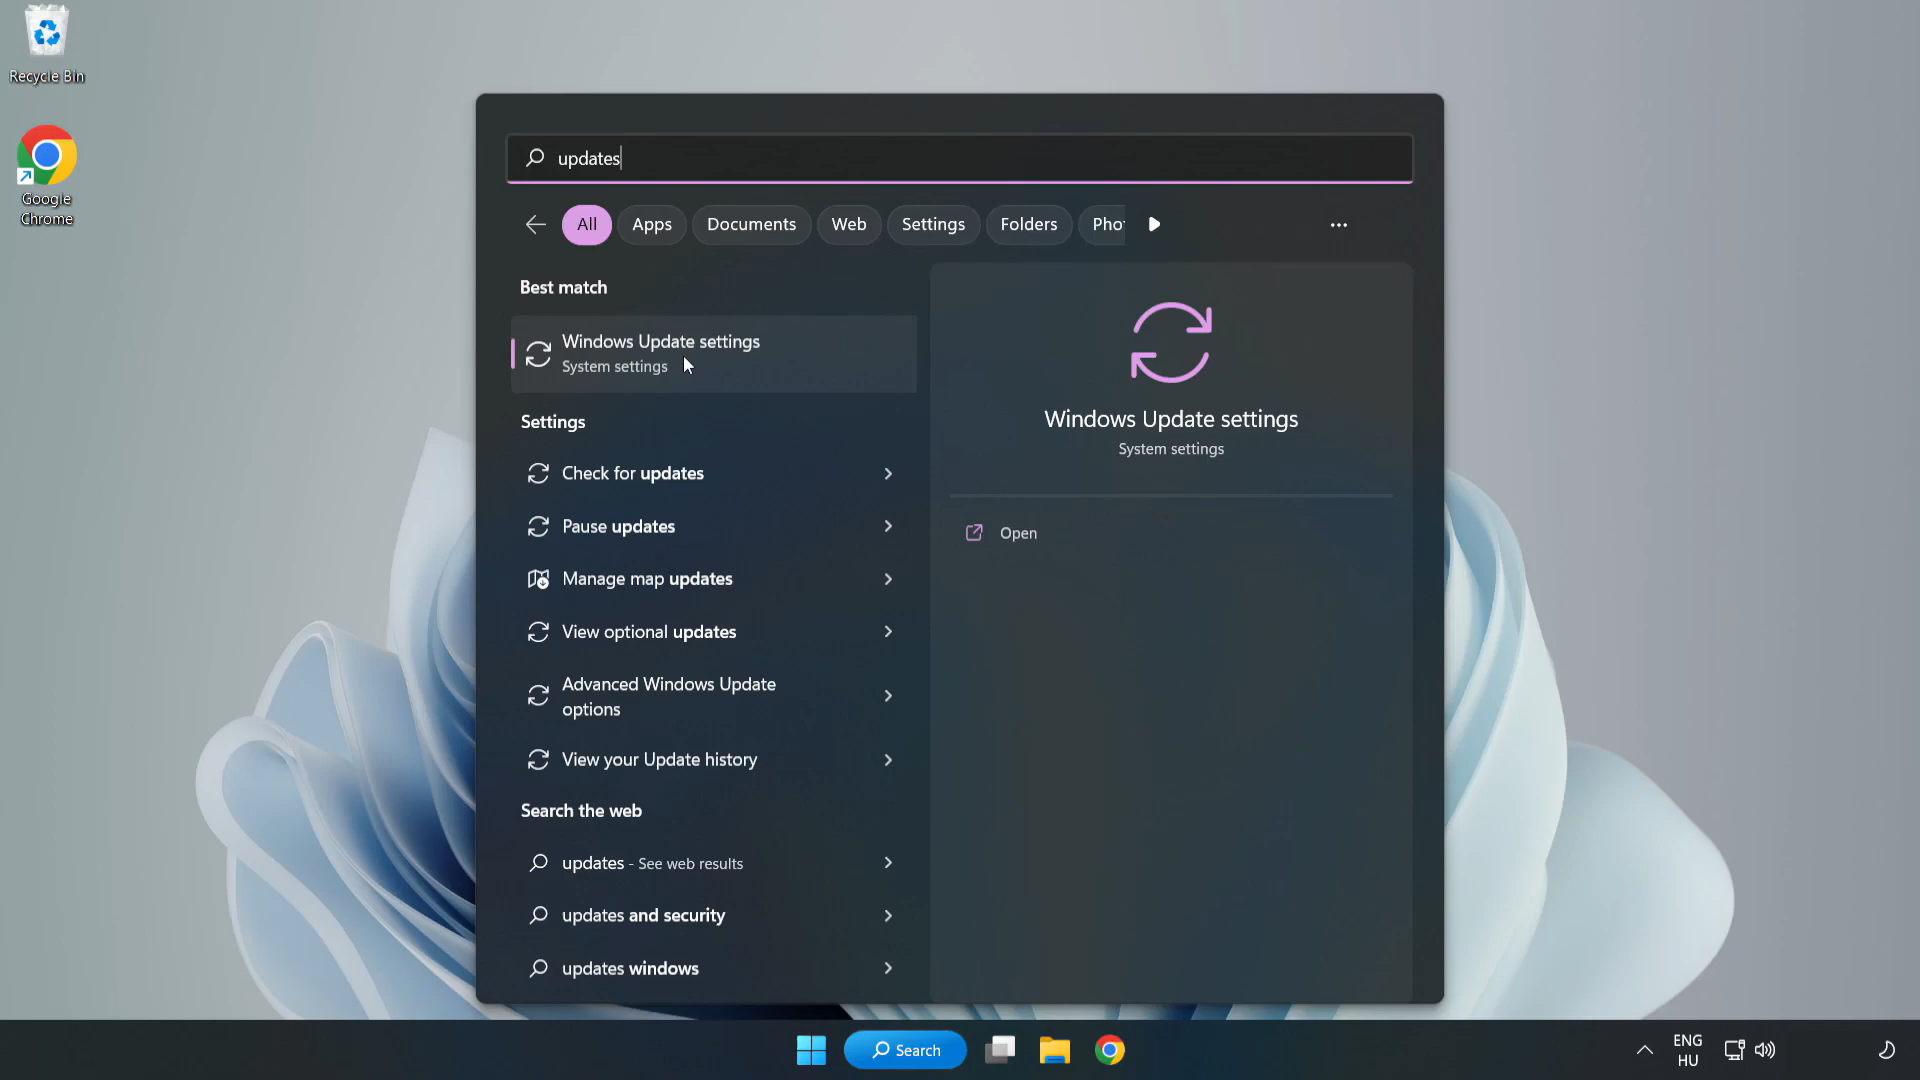 Recycle Bin
Google
Chrome
updates
All
Apps
Documents
Web
Settings
Folders
Pho
Best match
Windows Update settings
System settings
Settings
Check for updates
Pause updates
Manage map updates
View optional updates
Advanced Windows Update
options
View your Update history
Search the web
updates - See web results
updates and security
updates windows
Windows Update settings
System settings
Open
Search
ENG
HU